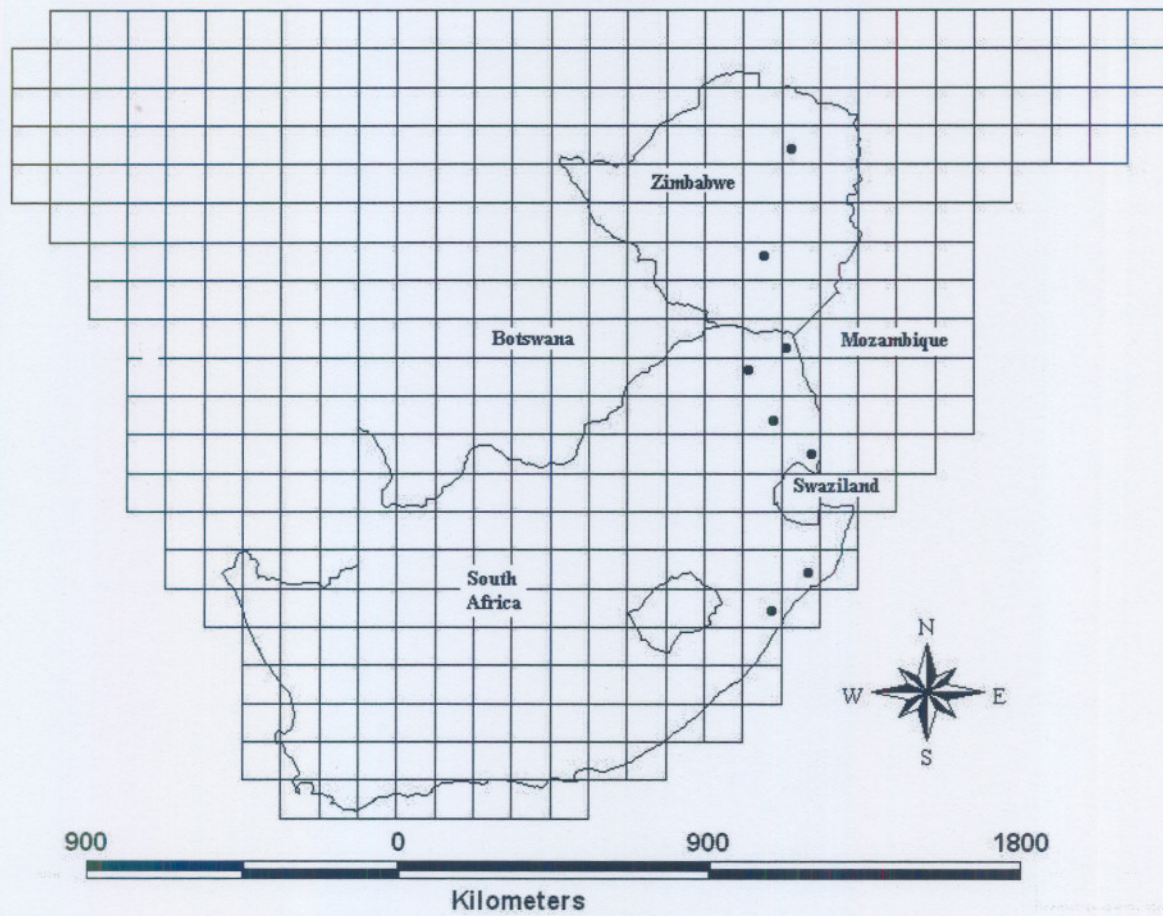 Zimbabwe
Botswana
Mozambique
Swaziland
South
Africa
N
W
E
S
900
0
900
1800
Kilometers